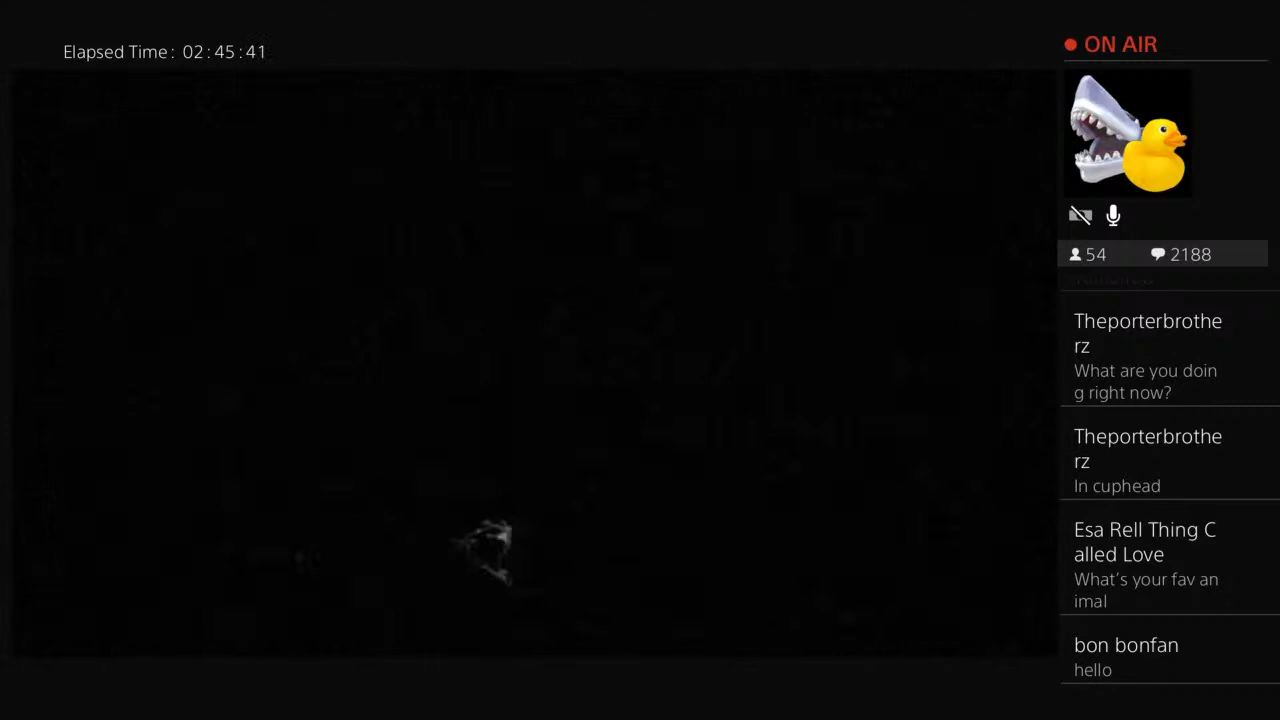 Elapsed Time: 02:45:41
ON AIR
54 2188
Theporterbrothe
rz
What are you doin
g right now?
Theporterbrothe
rz
In cuphead
Esa Rell Thing C
alled Love
What's your fav an
imal
bon bonfan
hello